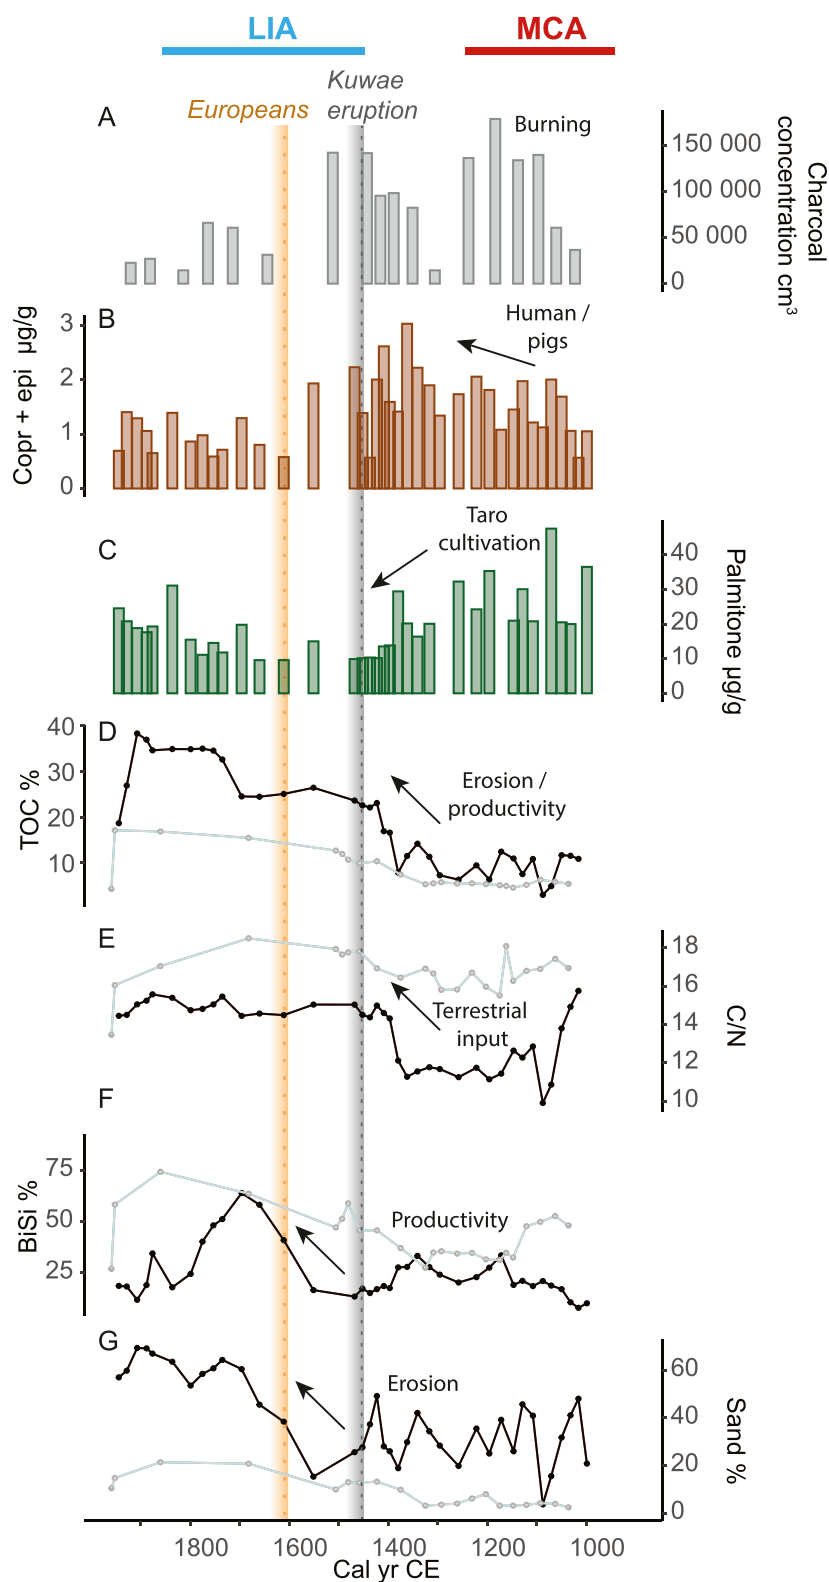 LIA
MCA
Kuwae
eruption
Europeans
A
Burning
150 000
100 000
50 000
0
Charcoal
concentration cm3
B
Human /
pigs
3
2
1
0
Copr + epi µg/g
C
Taro
cultivation
40
30
20
10
0
Palmitone µg/g
D
40
30
20
10
TOC %
Erosion /
productivity
E
18
16
14
12
10
C/N
Terrestrial
input
F
75
50
25
BiSi %
Productivity
G
Erosion
60
40
20
0
Sand %
1800
1600
1400
1200
1000
Cal yr CE